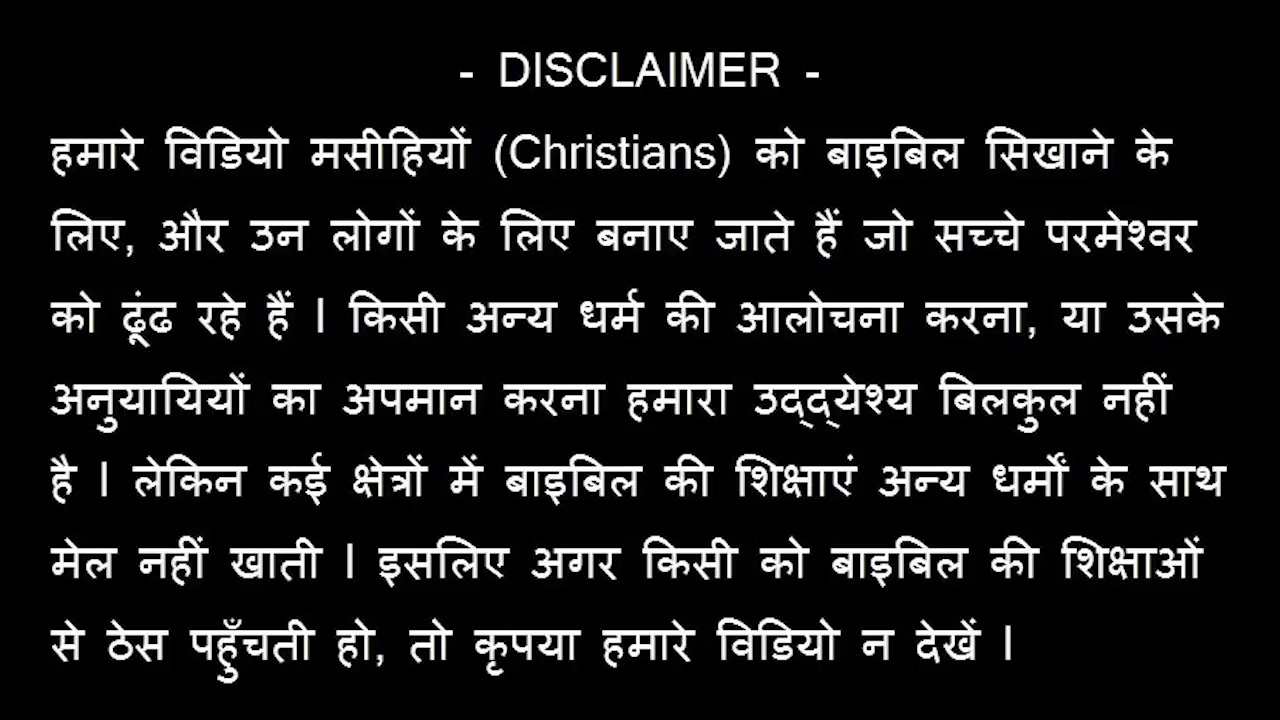 - DISCLAIMER -
हमारे विडियो मसीहियों (Christians) को बाइबिल सिखाने के
लिए, और उन लोगों के लिए बनाए जाते हैं जो सच्चे परमेश्वर
को ढूंढ रहे हैं । किसी अन्य धर्म की आलोचना करना, या उसके
अनुयायियों का अपमान करना हमारा उद्द्येश्य बिलकुल नहीं
है । लेकिन कई क्षेत्रों में बाइबिल की शिक्षाएं अन्य धर्मों के साथ
मेल नहीं खाती । इसलिए अगर किसी को बाइबिल की शिक्षाओं
से ठेस पहुँचती हो, तो कृपया हमारे विडियो न देखें ।